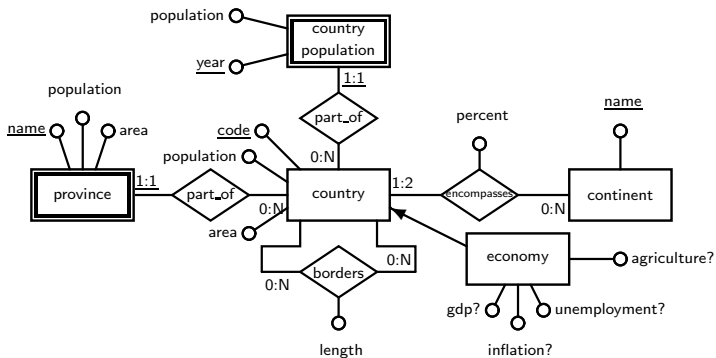 population
country
population
year
1:1
population
name
area
code
part_of
percent
name
population
0:N
province
1:1
part_of
0:N
country
1:2
encompasses
0:N
continent
area
economy
agriculture?
0:N
borders
0:N
gdp?
unemployment?
length
inflation?